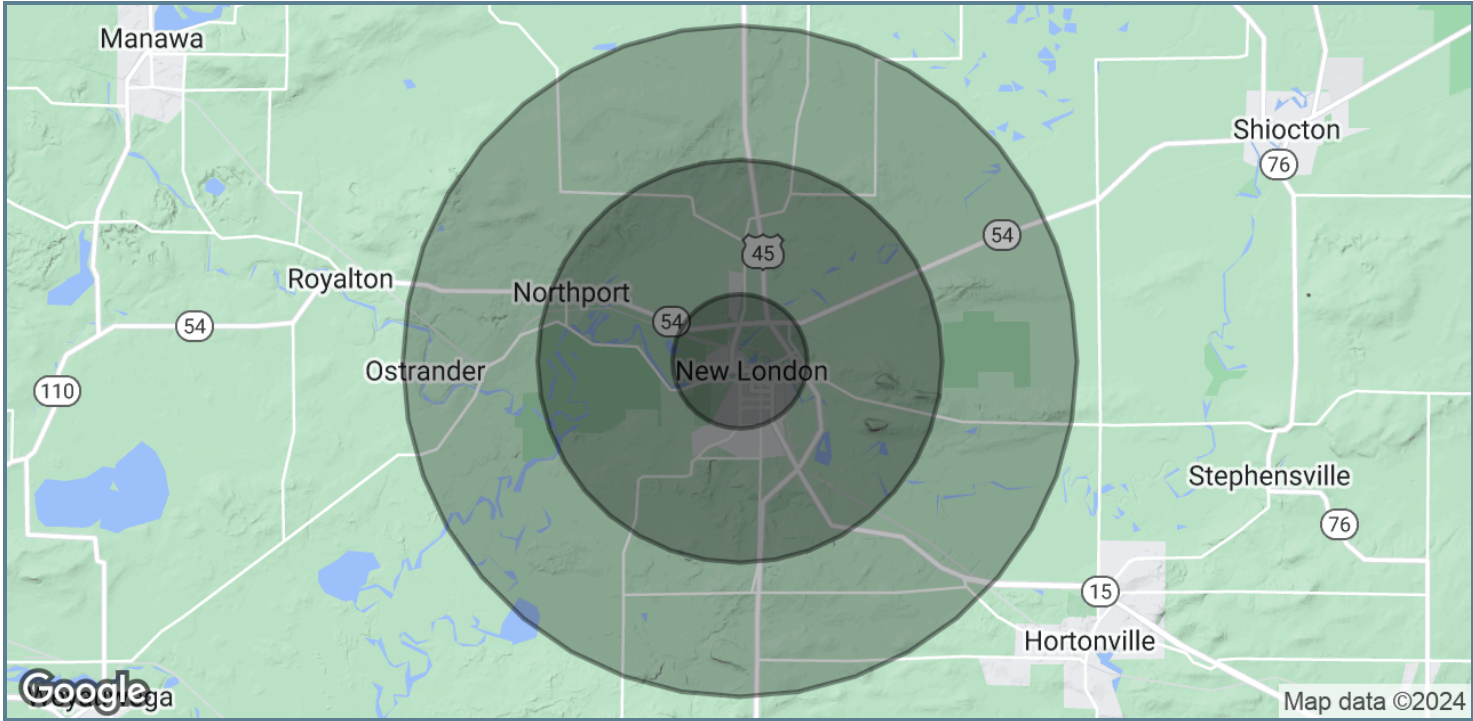 Manawa
Shiocton
76
54
45
Royalton
Northport
54
54
Ostrander
New London
110
Stephensville
76
15
Hortonville
Google
Map data ©2024